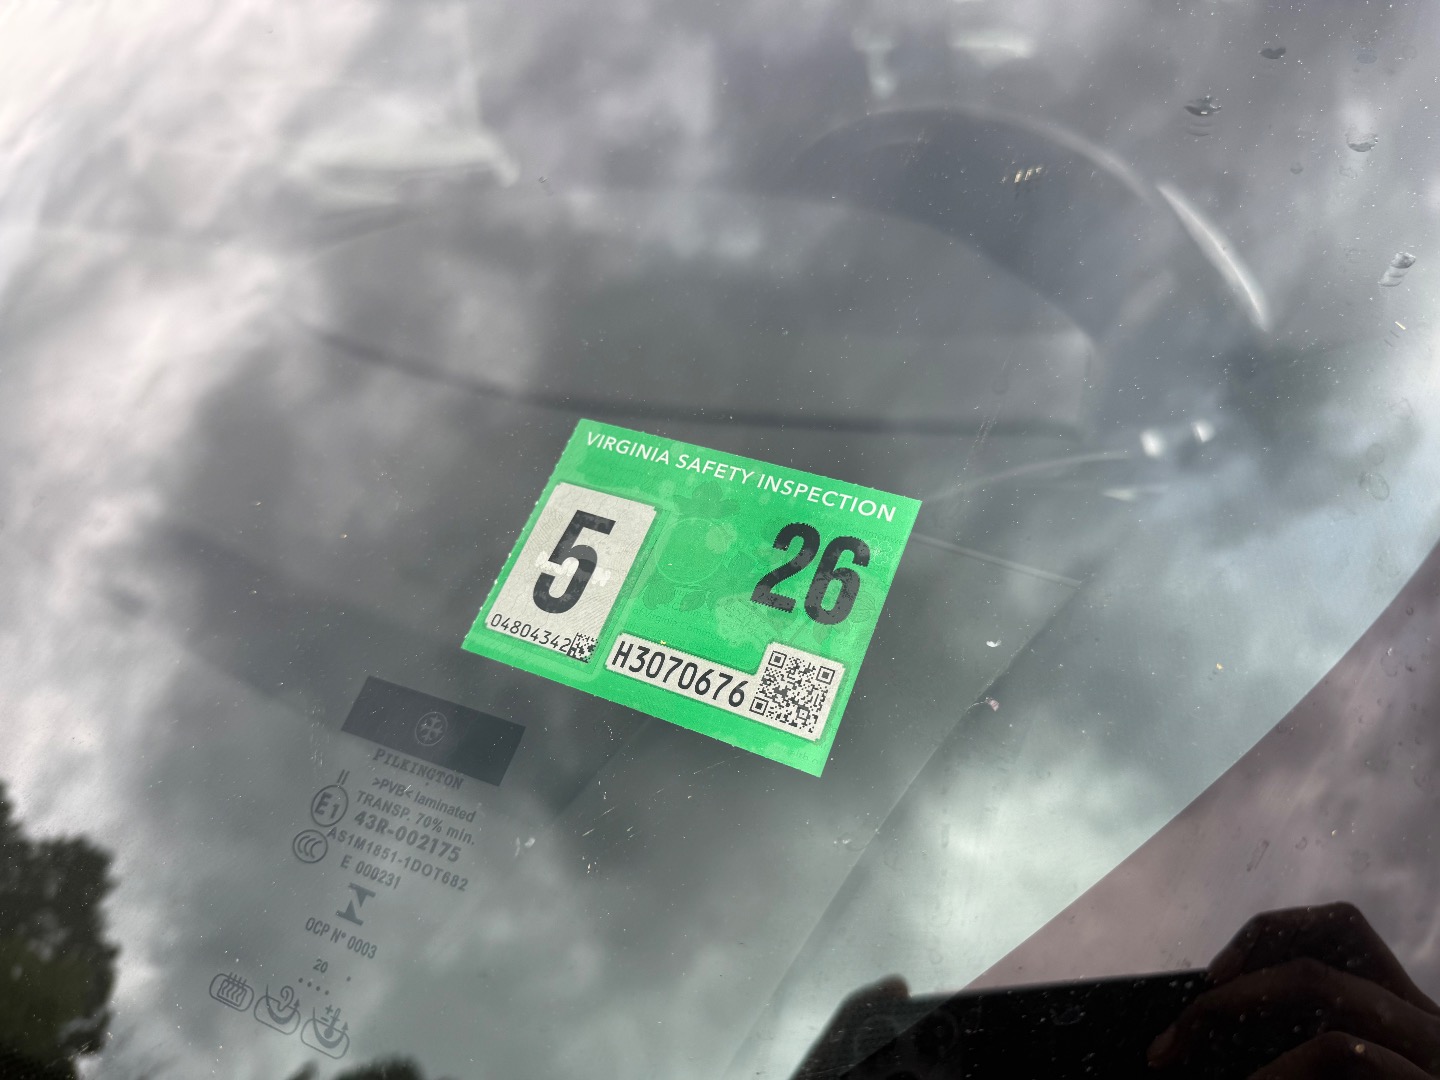 VIRGINIA SAFETY INSPECTION
5
26
04804342
H3070676
PILKINGTON
>PVB< laminated
TRANSP. 70% min.
E1
43R-002175
AS1M1851-1DOT682
E 000231
OCP N° 0003
20